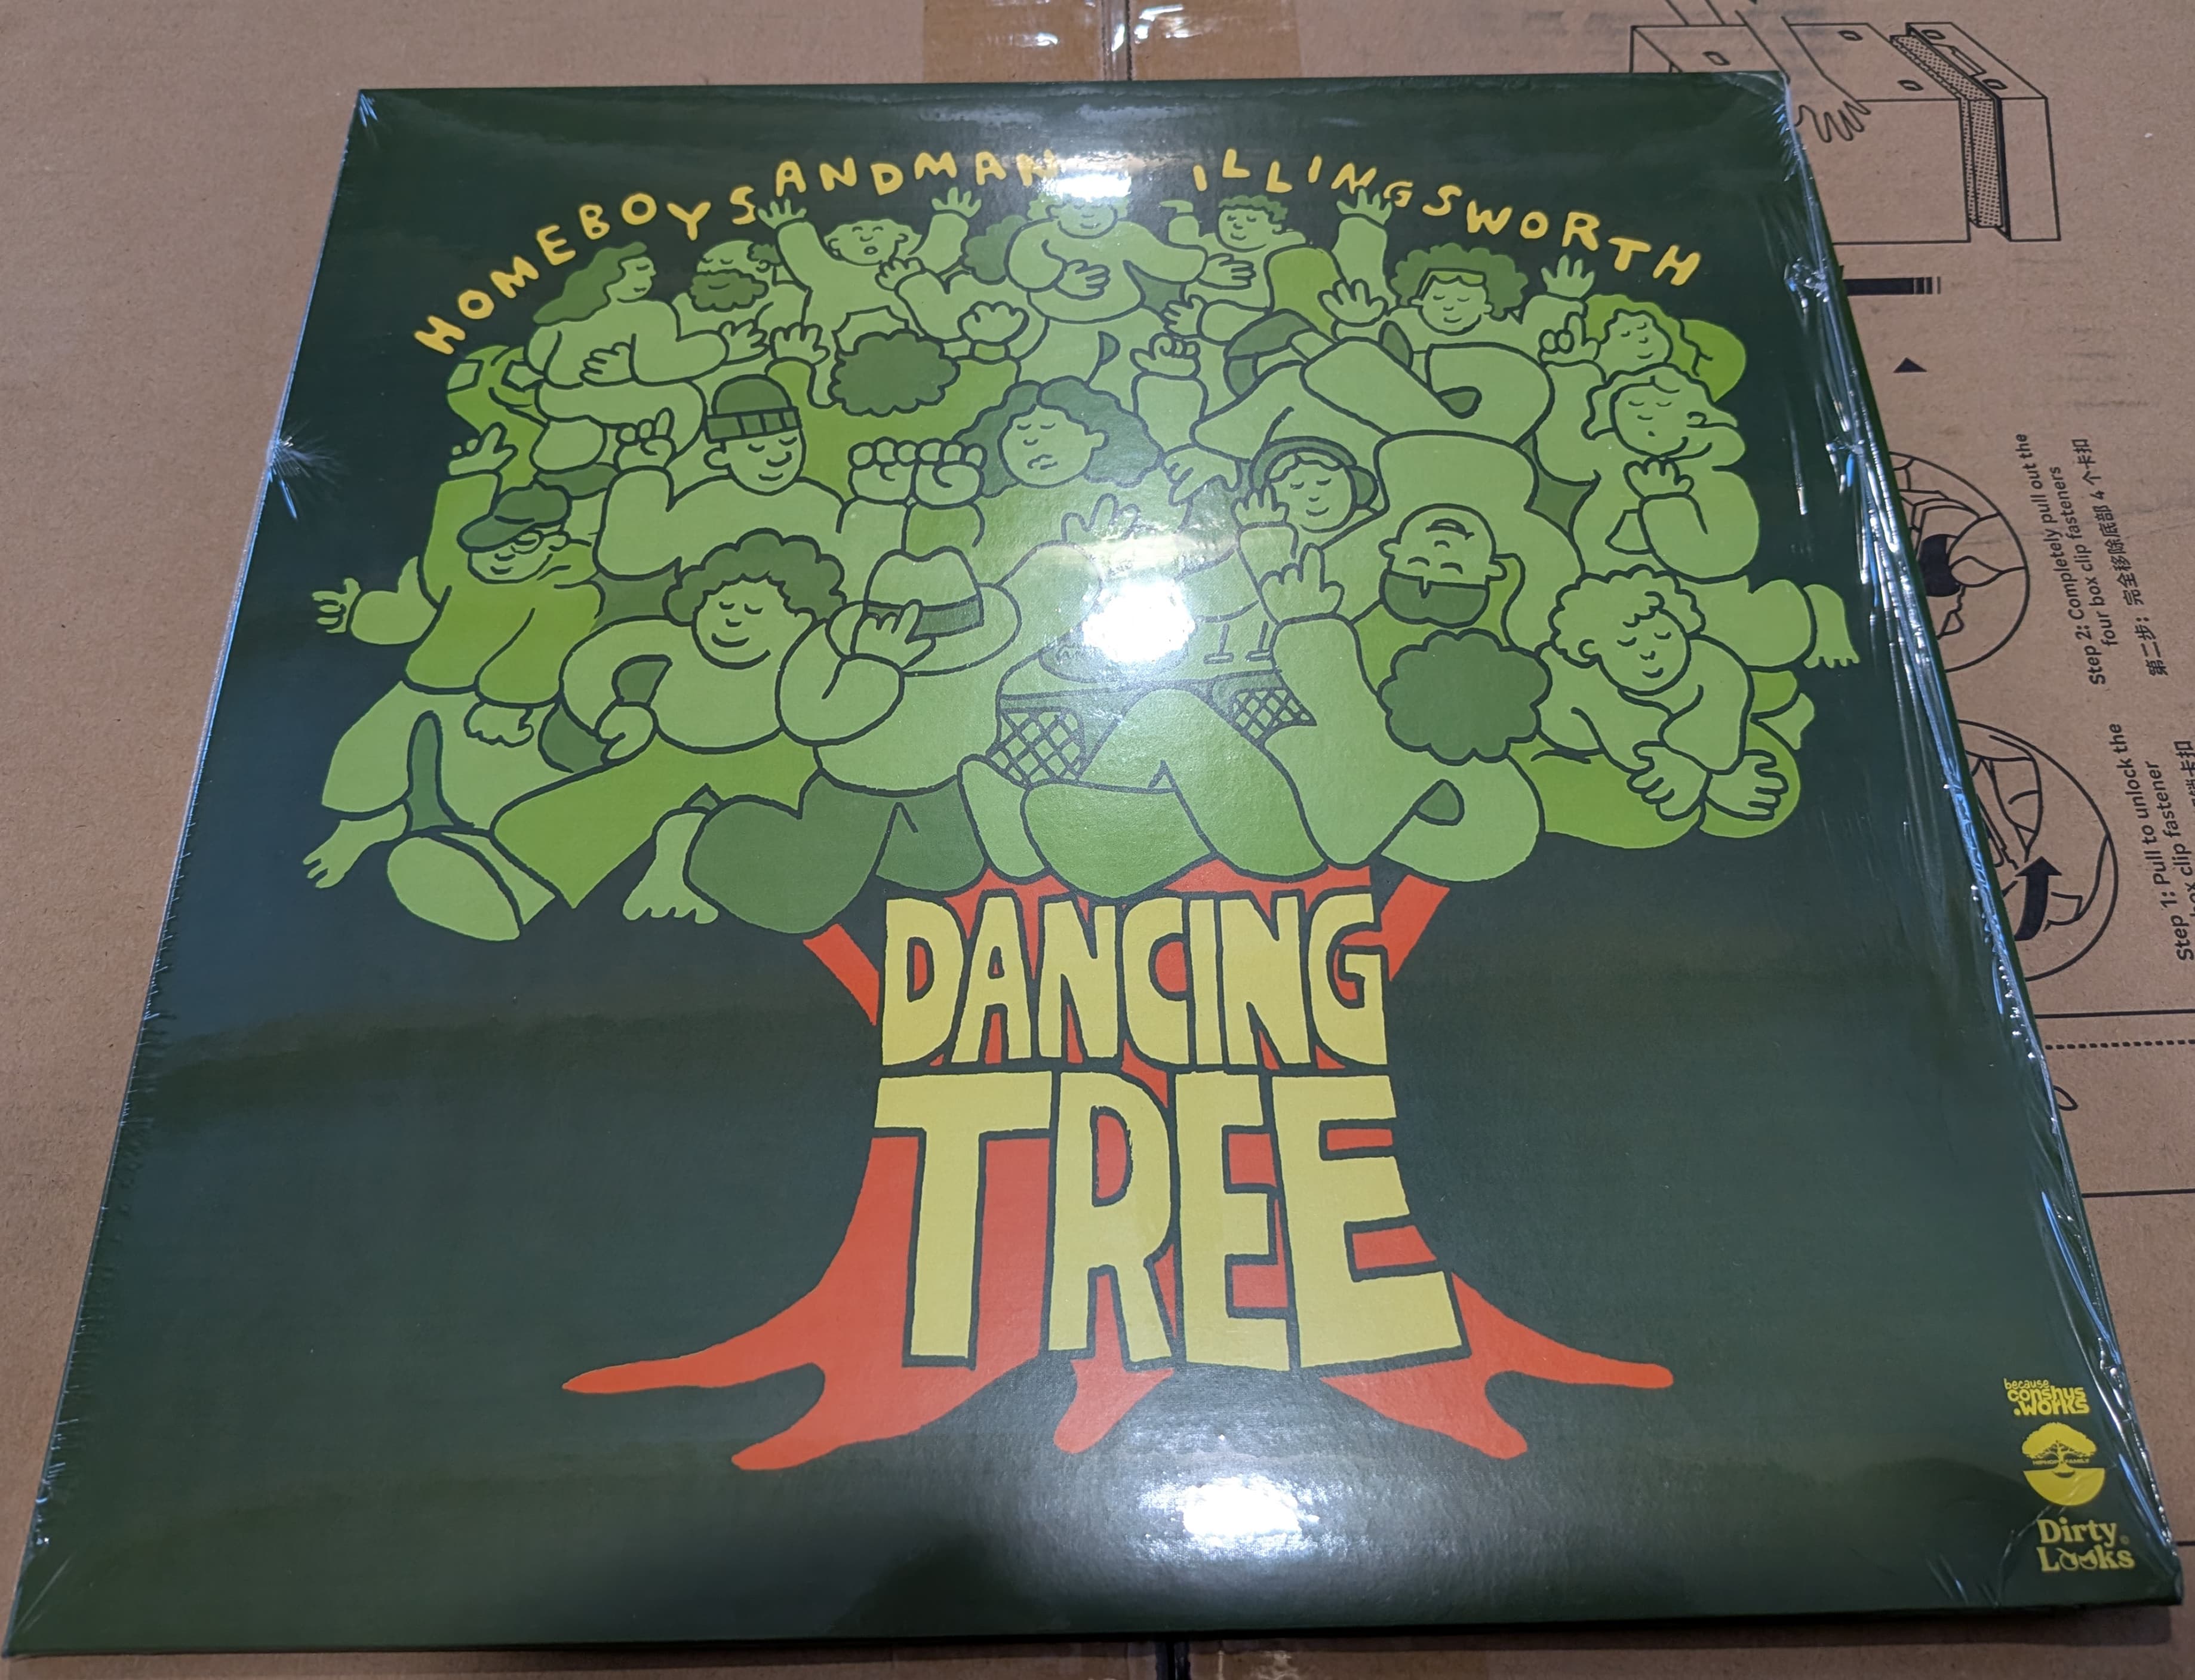 HOMEBOY SANDMAN ILLINGSWORTH
DANCING
TREE
because
conshus
.works
Dirty
Looks
Step 2: Completely pull out the
four box clip fasteners
第二步：完全移除底部 4 个卡扣
Step 1: Pull to unlock the
box clip fastener